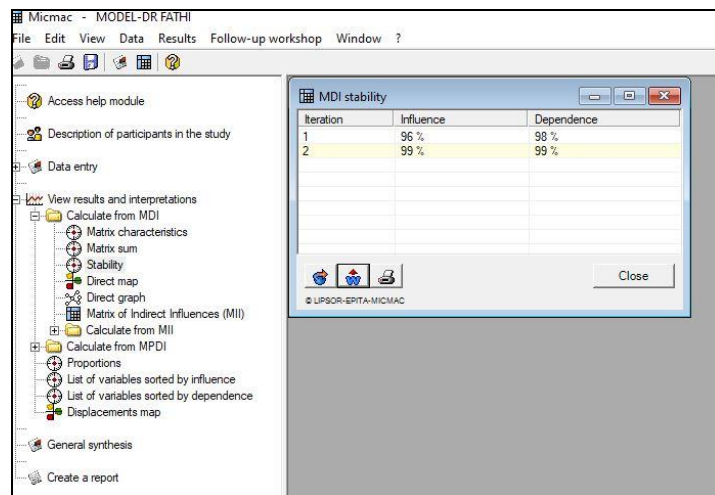 Micmac - MODEL-DR FATHI
File Edit View Data Results Follow-up workshop Window ?
Access help module
Description of participants in the study
Data entry
View results and interpretations
Calculate from MDI
Matrix characteristics
Matrix sum
Stability
Direct map
Direct graph
Matrix of Indirect Influences (MII)
Calculate from MII
Calculate from MPDI
Proportions
List of variables sorted by influence
List of variables sorted by dependence
Displacements map
General synthesis
Create a report
MDI stability
Iteration Influence Dependence
1 96 % 98 %
2 99 % 99 %
Close
© LIPSOR-EPITA-MICMAC